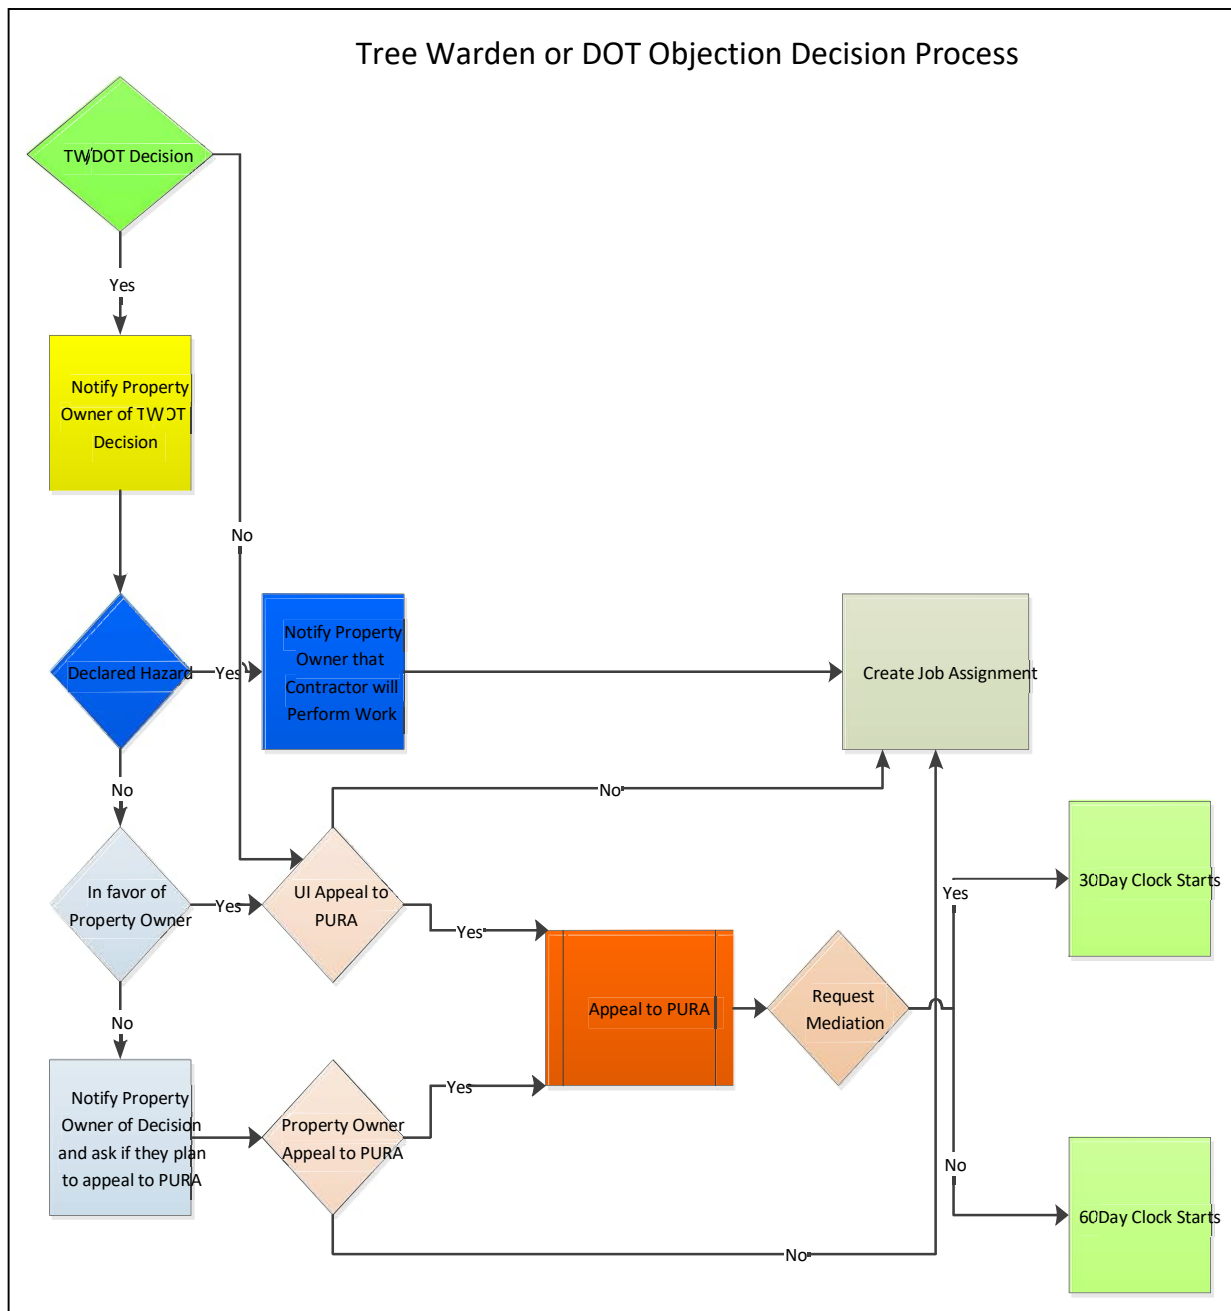 Tree Warden or DOT Objection Decision Process
TW/DOT Decision
Yes
Notify Property
Owner of TWOT
Decision
No
Declared Hazard
Yes
Notify Property
Owner that
Contractor will
Perform Work
Create Job Assignment
No
No
In favor of
Property Owner
Yes
UI Appeal to
PURA
Yes
30Day Clock Starts
Yes
Appeal to PURA
Request
Mediation
No
Notify Property
Owner of Decision
and ask if they plan
to appeal to PURA
Property Owner
Appeal to PURA
Yes
No
60Day Clock Starts
No